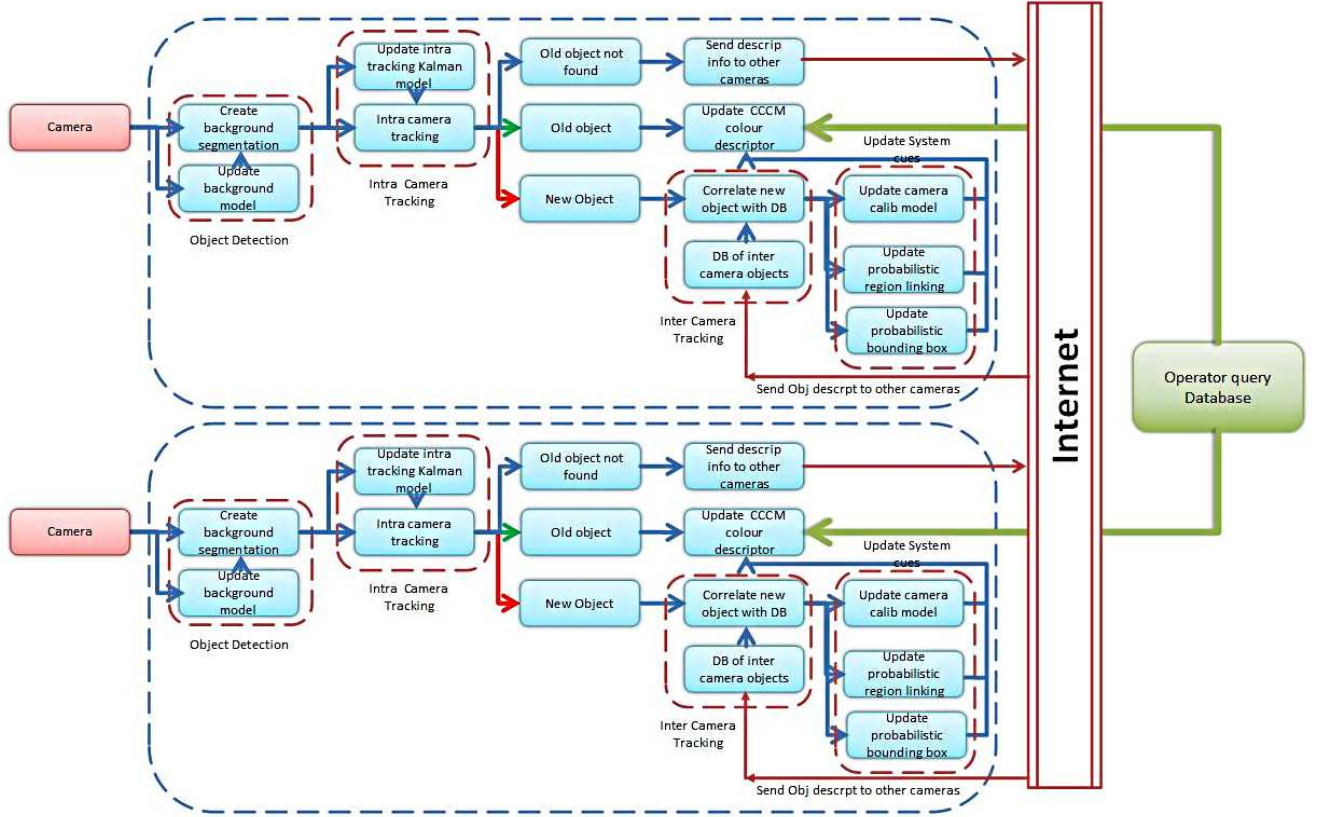 Camera
Create
background
segmentation
Update
background
model
Object Detection
Update intra
tracking Kalman
model
Intra camera
tracking
Intra Camera
Tracking
Old object not
found
Old object
New Object
Send descrip
info to other
cameras
Update CCCM
colour
descriptor
Correlate new
object with DB
DB of inter
camera objects
Inter Camera
Tracking
Update System
cues
Update camera
calib model
Update
probabilistic
region linking
Update
probabilistic
bounding box
Send Obj descrpt to other cameras
Camera
Create
background
segmentation
Update
background
model
Object Detection
Update intra
tracking Kalman
model
Intra camera
tracking
Intra Camera
Tracking
Old object not
found
Old object
New Object
Send descrip
info to other
cameras
Update CCCM
colour
descriptor
Correlate new
object with DB
DB of inter
camera objects
Inter Camera
Tracking
Update System
cues
Update camera
calib model
Update
probabilistic
region linking
Update
probabilistic
bounding box
Send Obj descrpt to other cameras
Internet
Operator query
Database